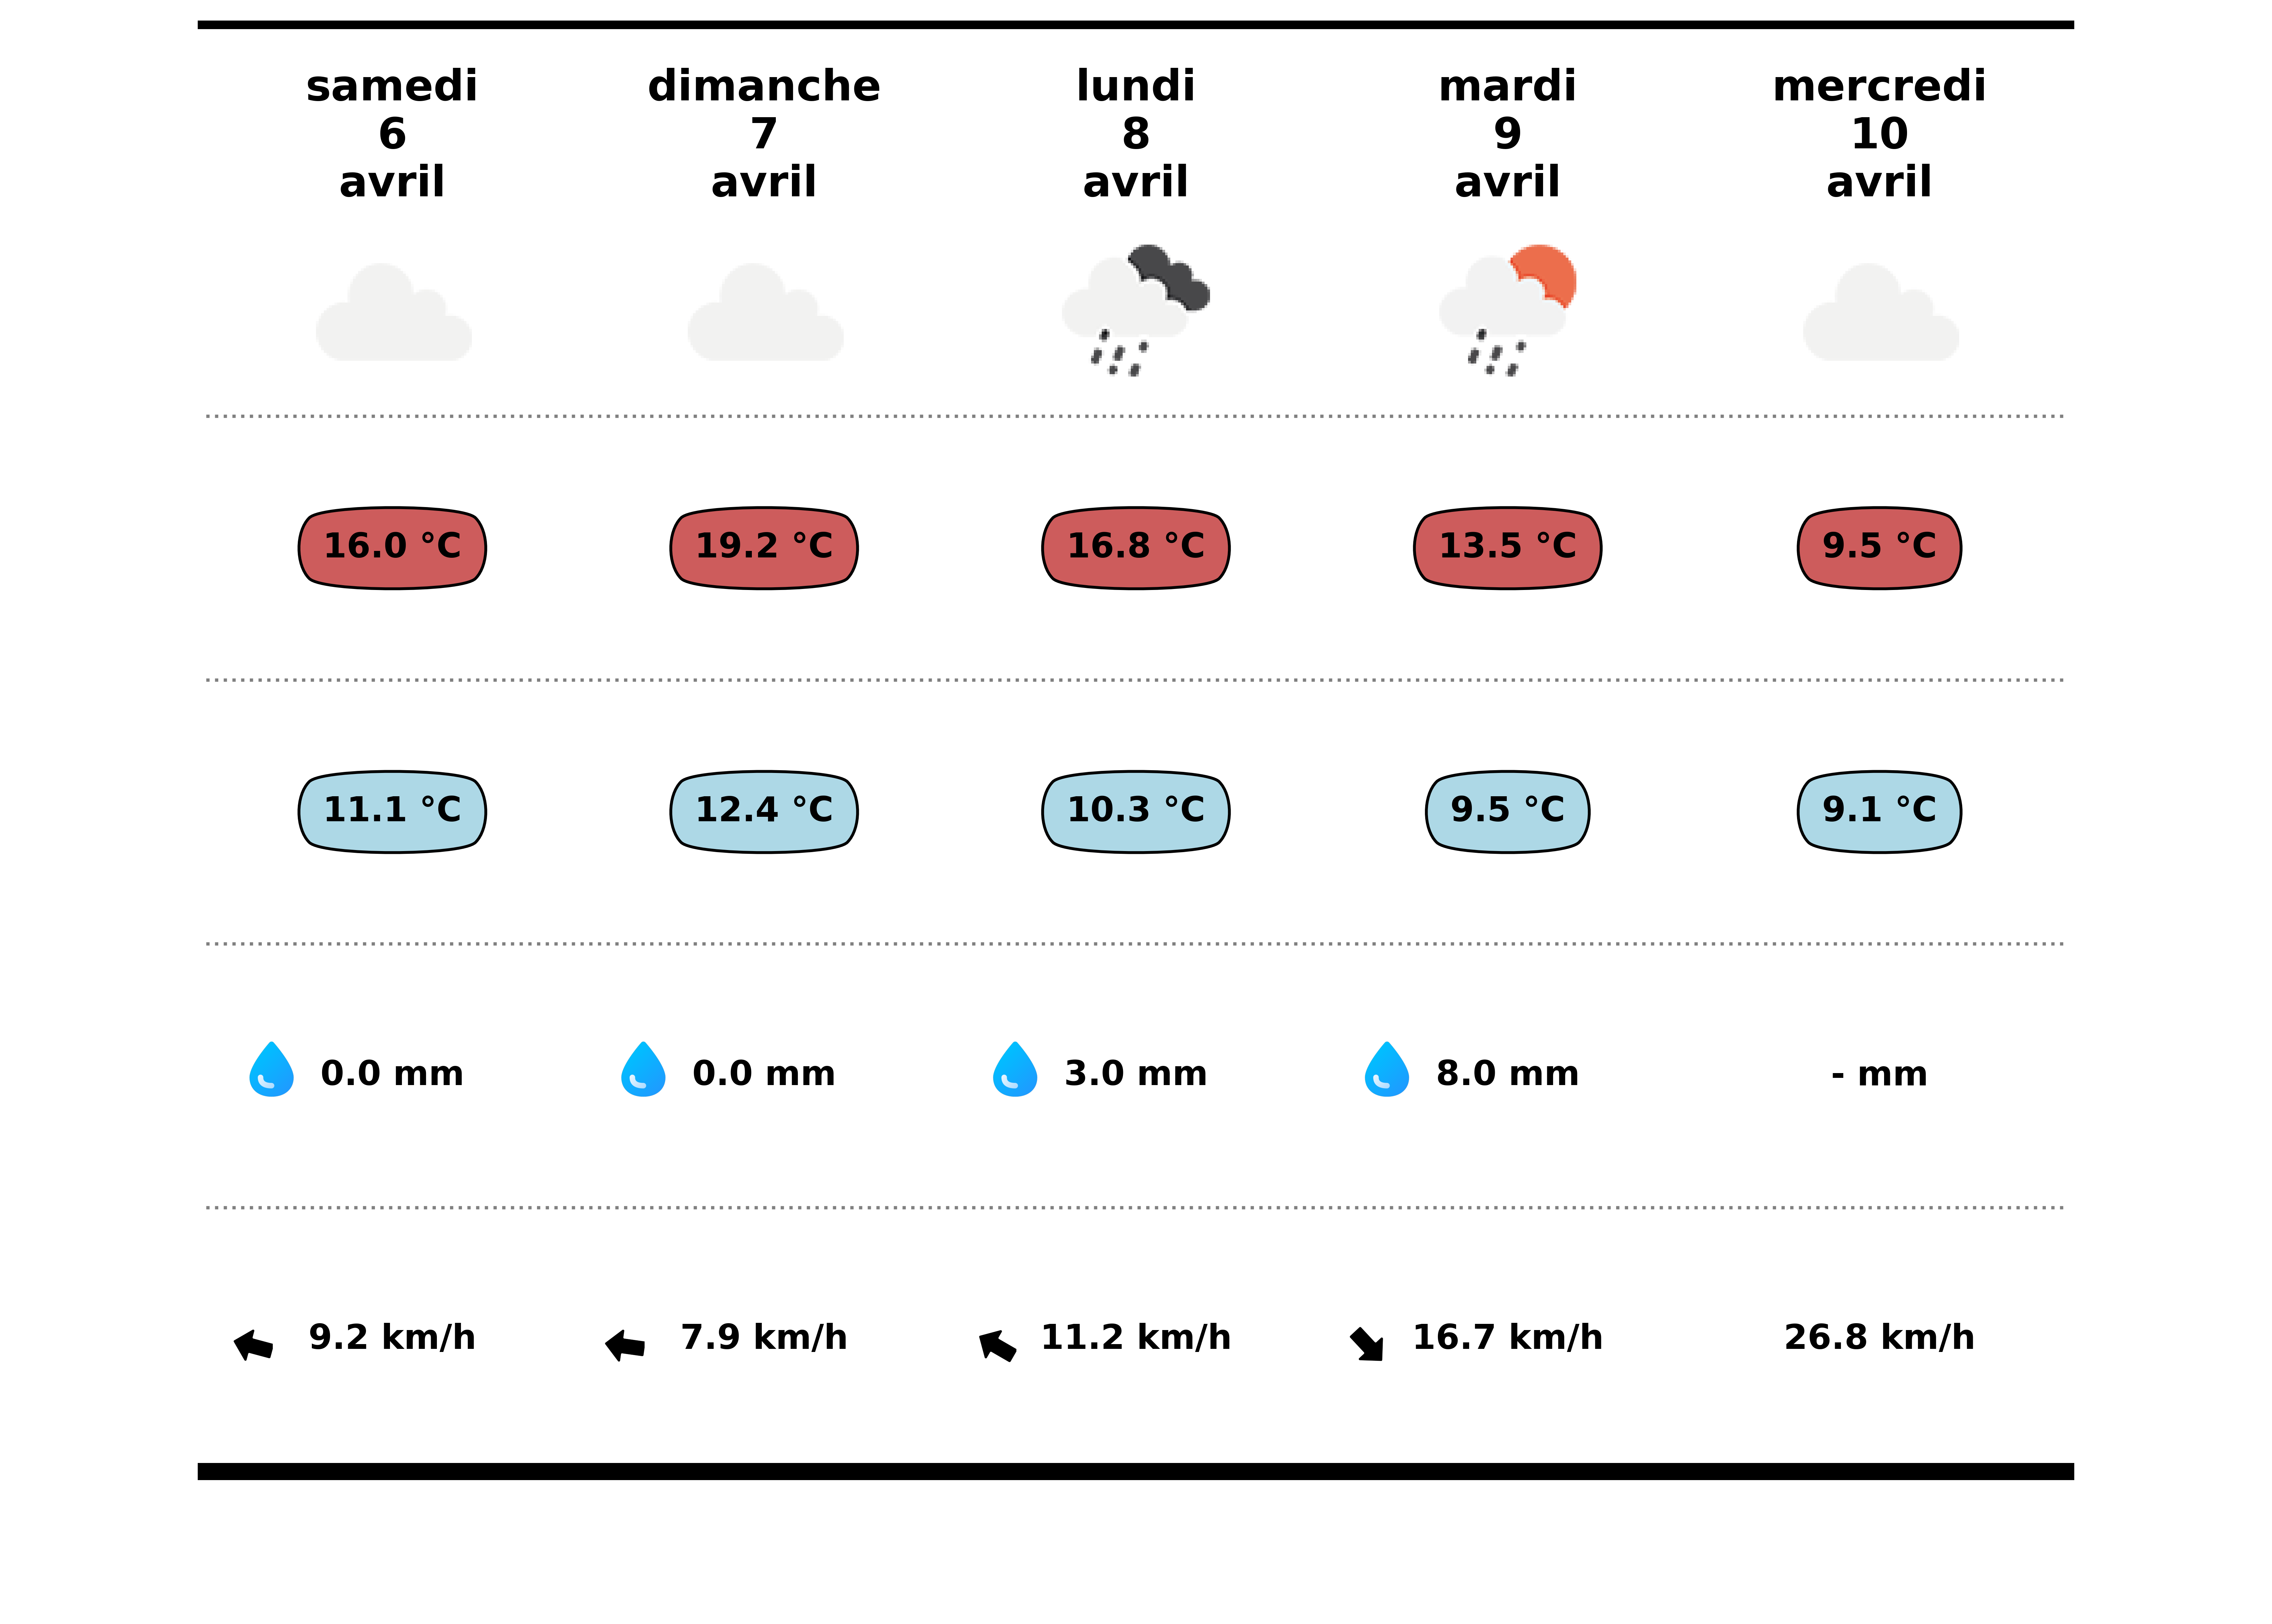 samedi dimanche lundi mardi mercredi
6 7 8 9 10
avril avril avril avril avril
16.0 °C 19.2 °C 16.8 °C 13.5 °C 9.5 °C
11.1 °C 12.4 °C 10.3 °C 9.5 °C 9.1 °C
0.0 mm 0.0 mm 3.0 mm 8.0 mm - mm
9.2 km/h 7.9 km/h 11.2 km/h 16.7 km/h 26.8 km/h